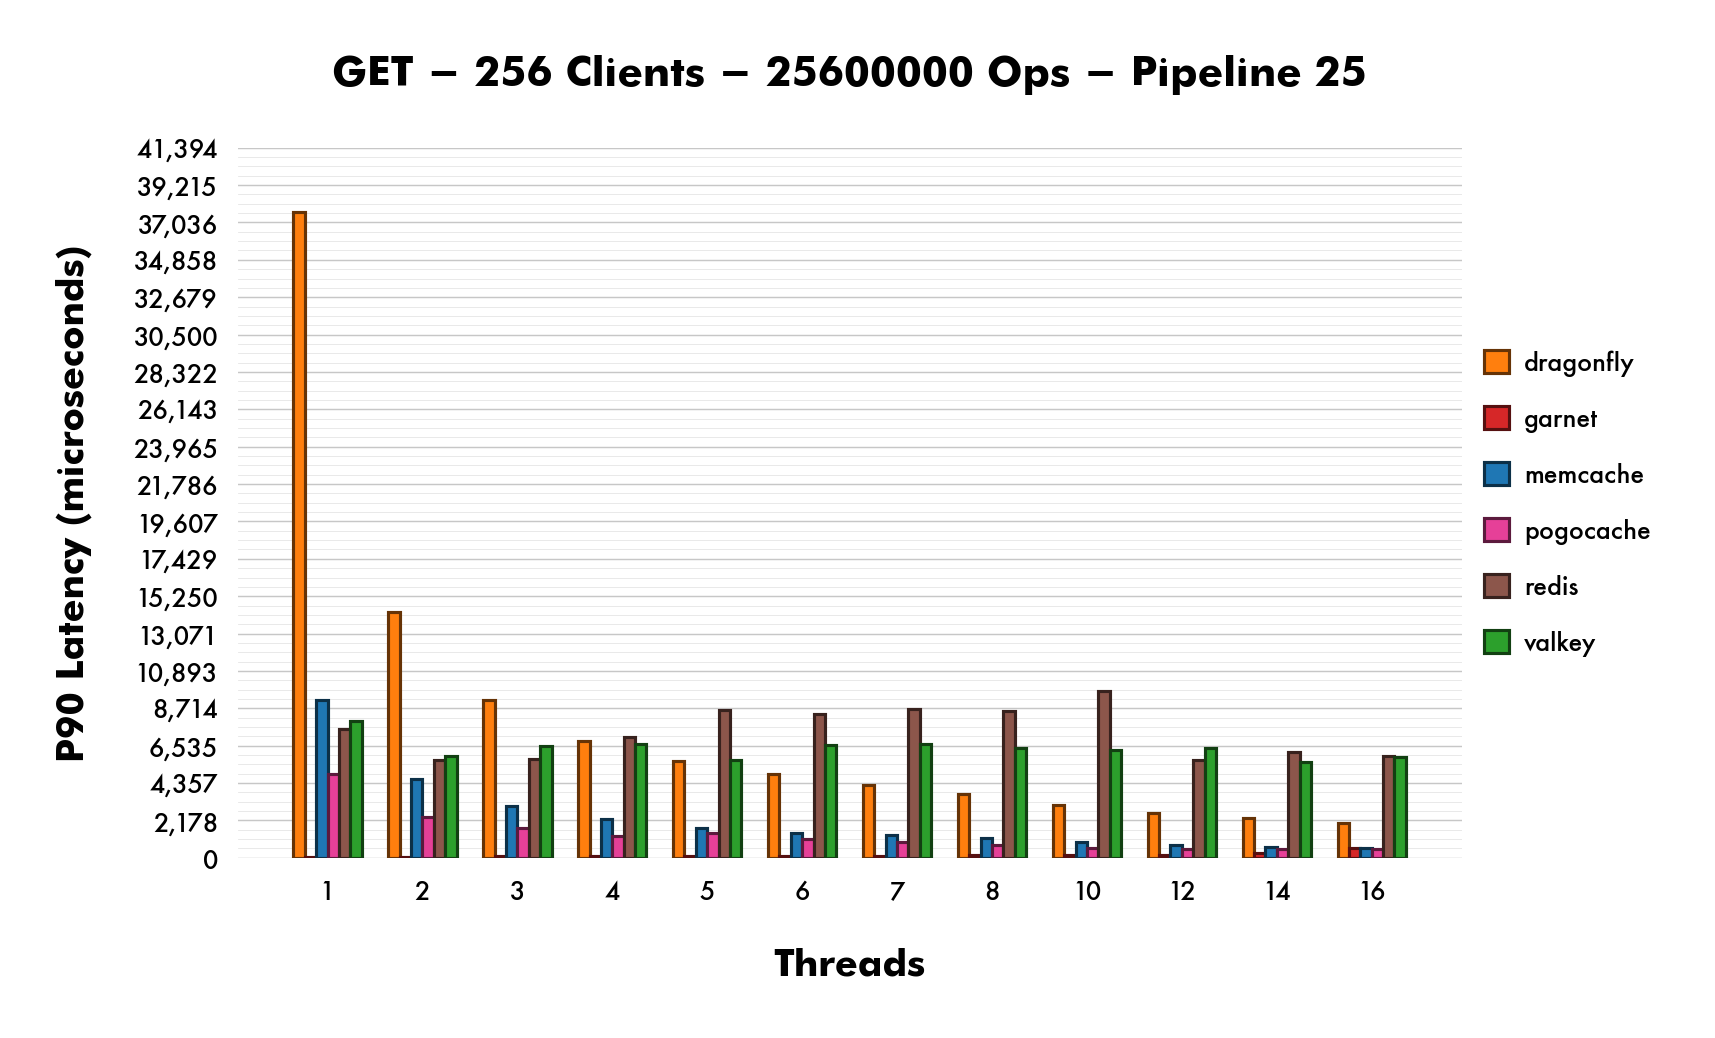 GET – 256 Clients – 25600000 Ops – Pipeline 25
P90 Latency (microseconds)
41,394
39,215
37,036
34,858
32,679
30,500
28,322
26,143
23,965
21,786
19,607
17,429
15,250
13,071
10,893
8,714
6,535
4,357
2,178
0
1 2 3 4 5 6 7 8 10 12 14 16
Threads
dragonfly
garnet
memcache
pogocache
redis
valkey